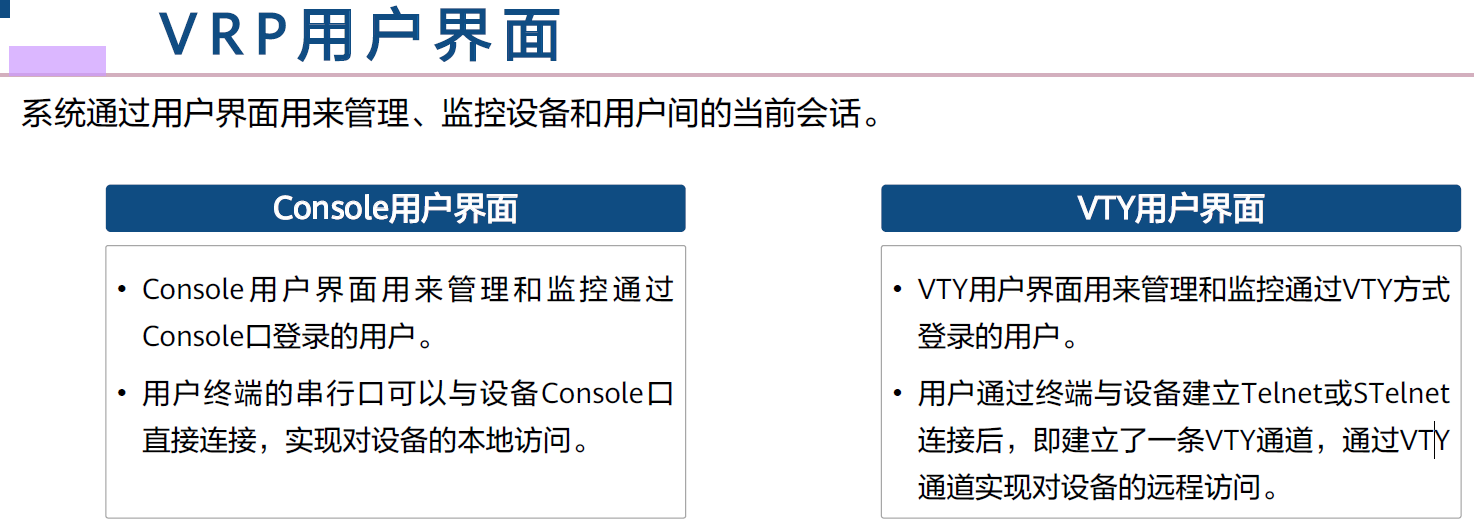 VRP用户界面
系统通过用户界面用来管理、监控设备和用户间的当前会话。
Console用户界面
• Console用户界面用来管理和监控通过
Console口登录的用户。
• 用户终端的串行口可以与设备Console口
直接连接，实现对设备的本地访问。
VTY用户界面
• VTY用户界面用来管理和监控通过VTY方式
登录的用户。
• 用户通过终端与设备建立Telnet或STelnet
连接后，即建立了一条VTY通道，通过VTY
通道实现对设备的远程访问。